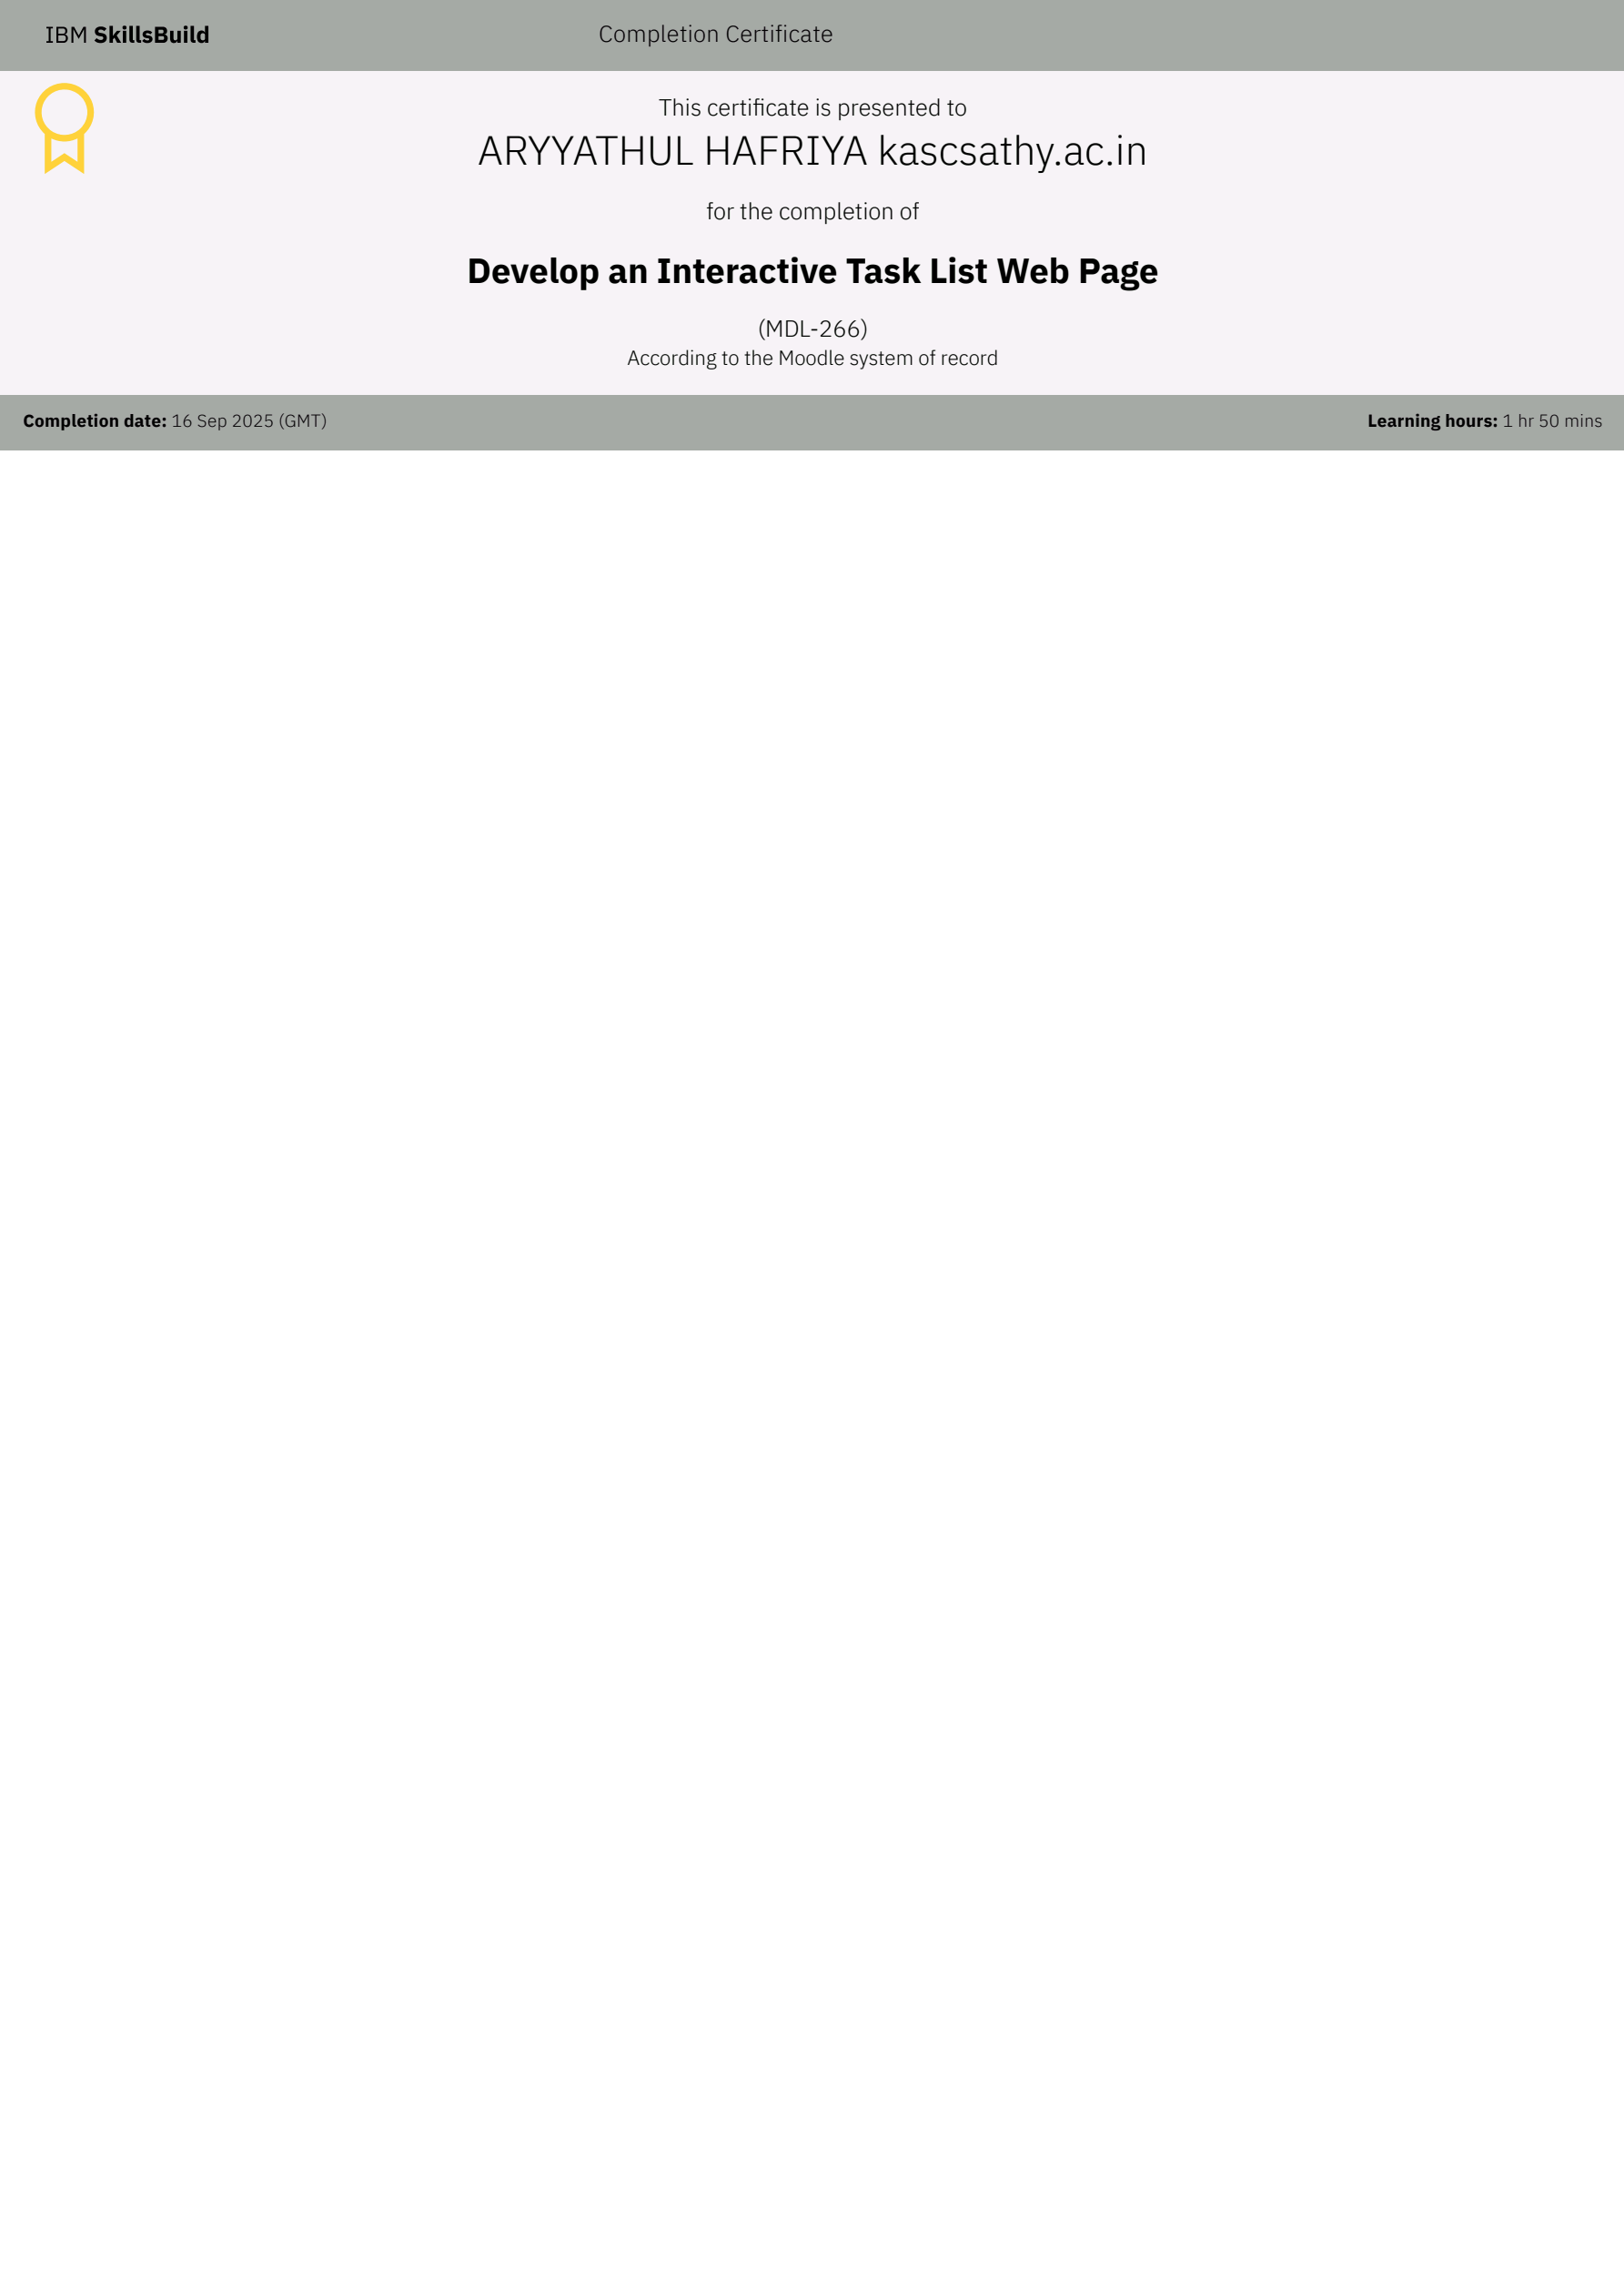 IBM SkillsBuild
Completion Certificate
This certificate is presented to
ARYYATHUL HAFRIYA kascsathy.ac.in
for the completion of
Develop an Interactive Task List Web Page
(MDL-266)
According to the Moodle system of record
Completion date: 16 Sep 2025 (GMT)
Learning hours: 1 hr 50 mins